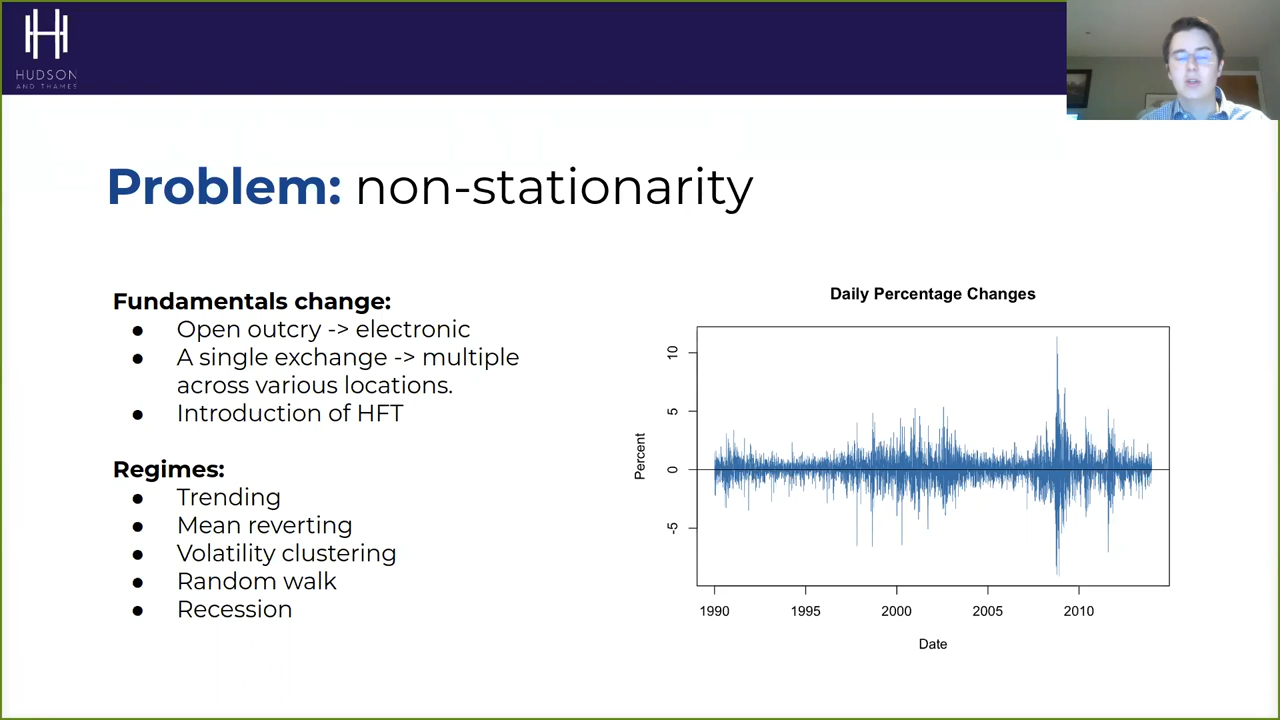 HUDSON
AND THAMES
Problem: non-stationarity
Fundamentals change:
● Open outcry -> electronic
● A single exchange -> multiple
across various locations.
● Introduction of HFT
Regimes:
● Trending
● Mean reverting
● Volatility clustering
● Random walk
● Recession
Daily Percentage Changes
Percent
10
5
0
-5
1990 1995 2000 2005 2010
Date